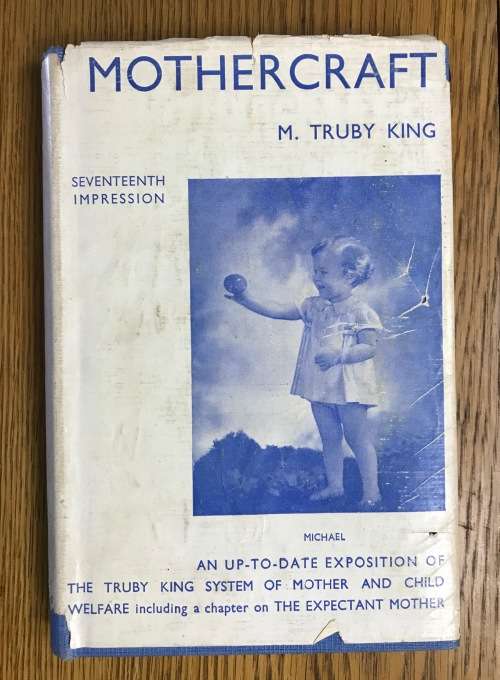 MOTHERCRAFT
M. TRUBY KING
SEVENTEENTH
IMPRESSION
MICHAEL
AN UP-TO-DATE EXPOSITION OF
THE TRUBY KING SYSTEM OF MOTHER AND CHILD
WELFARE including a chapter on THE EXPECTANT MOTHER